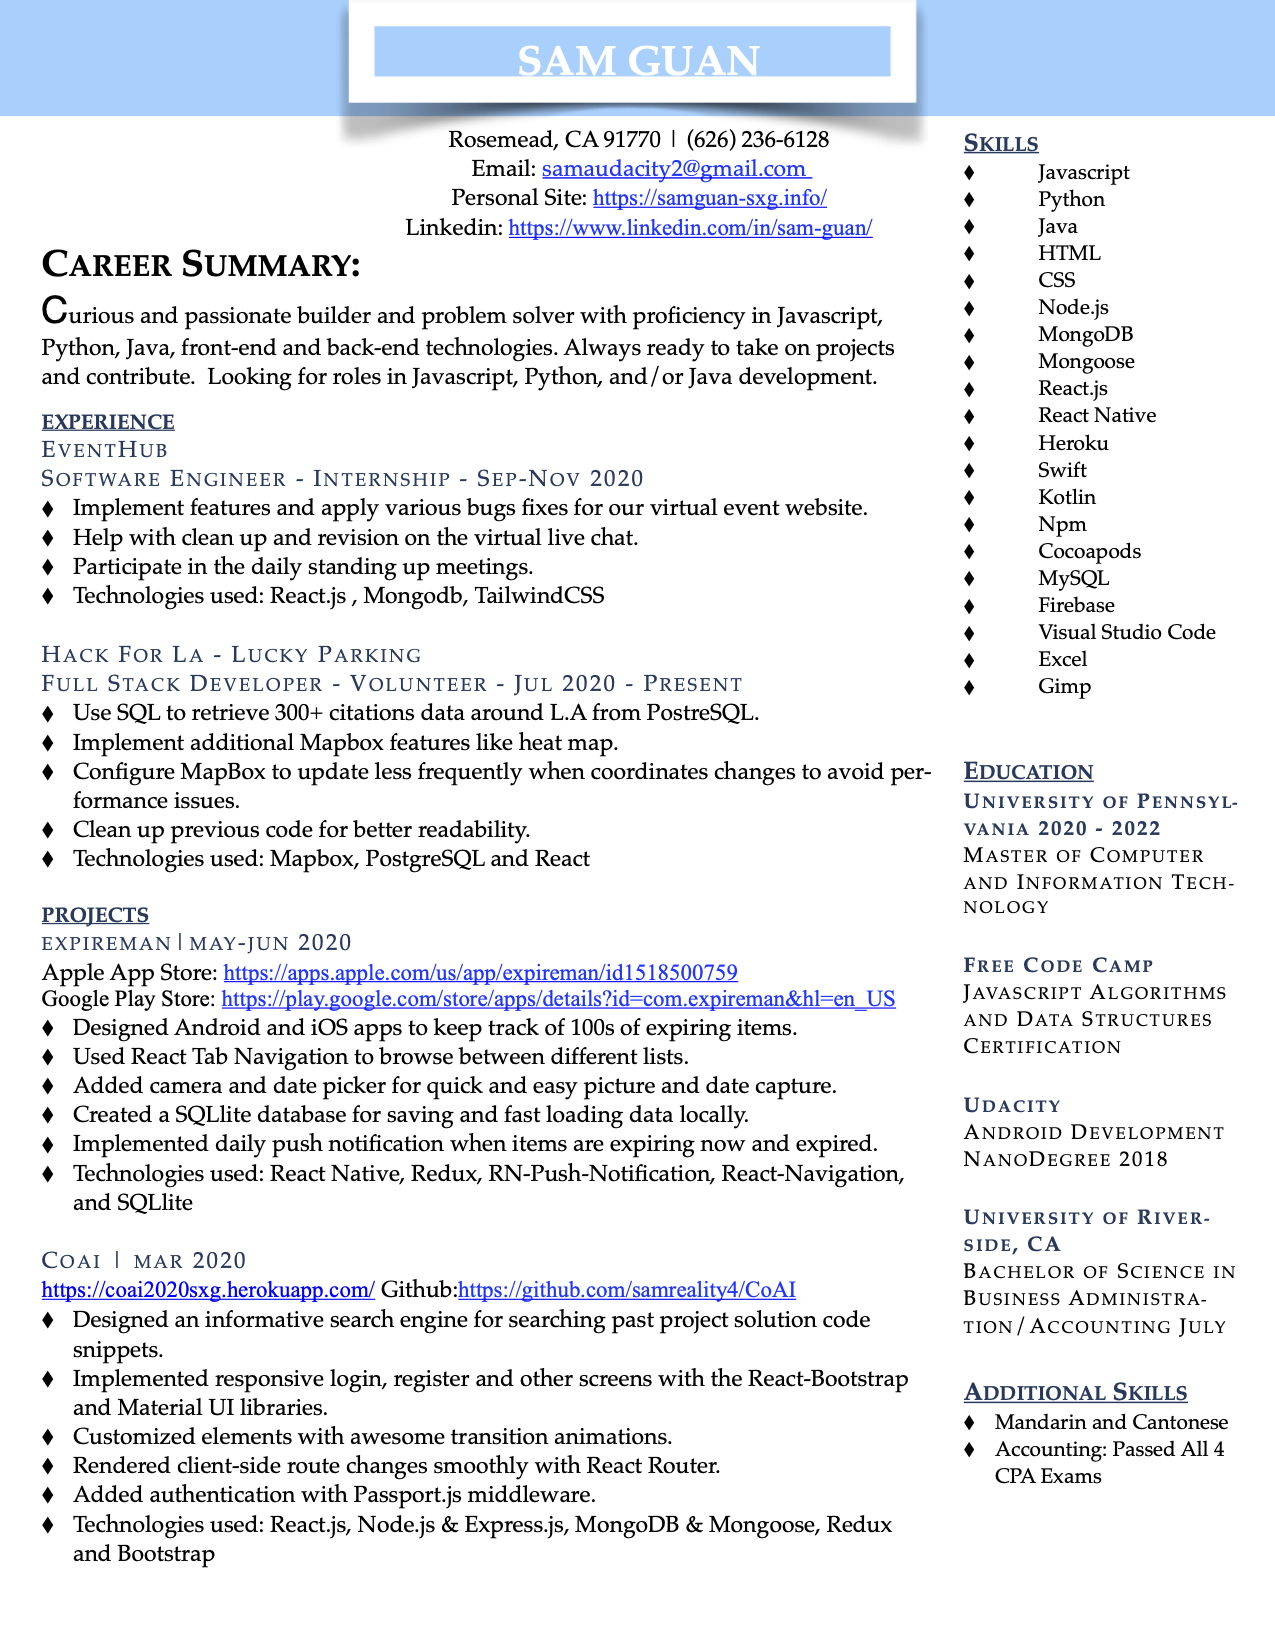 SAM GUAN
Rosemead, CA 91770 | (626) 236-6128
Email: samaudacity2@gmail.com
Personal Site: https://samguan-sxg.info/
Linkedin: https://www.linkedin.com/in/sam-guan/
CAREER SUMMARY:
Curious and passionate builder and problem solver with proficiency in Javascript,
Python, Java, front-end and back-end technologies. Always ready to take on projects
and contribute.  Looking for roles in Javascript, Python, and/or Java development.
EXPERIENCE
EVENTHUB
SOFTWARE ENGINEER - INTERNSHIP - SEP-NOV 2020
♦ Implement features and apply various bugs fixes for our virtual event website.
♦ Help with clean up and revision on the virtual live chat.
♦ Participate in the daily standing up meetings.
♦ Technologies used: React.js , Mongodb, TailwindCSS
HACK FOR LA - LUCKY PARKING
FULL STACK DEVELOPER - VOLUNTEER - JUL 2020 - PRESENT
♦ Use SQL to retrieve 300+ citations data around L.A from PostreSQL.
♦ Implement additional Mapbox features like heat map.
♦ Configure MapBox to update less frequently when coordinates changes to avoid per-
formance issues.
♦ Clean up previous code for better readability.
♦ Technologies used: Mapbox, PostgreSQL and React
PROJECTS
EXPIREMAN|MAY-JUN 2020
Apple App Store: https://apps.apple.com/us/app/expireman/id1518500759
Google Play Store: https://play.google.com/store/apps/details?id=com.expireman&hl=en_US
♦ Designed Android and iOS apps to keep track of 100s of expiring items.
♦ Used React Tab Navigation to browse between different lists.
♦ Added camera and date picker for quick and easy picture and date capture.
♦ Created a SQLlite database for saving and fast loading data locally.
♦ Implemented daily push notification when items are expiring now and expired.
♦ Technologies used: React Native, Redux, RN-Push-Notification, React-Navigation,
and SQLlite
COAI | MAR 2020
https://coai2020sxg.herokuapp.com/ Github:https://github.com/samreality4/CoAI
♦ Designed an informative search engine for searching past project solution code
snippets.
♦ Implemented responsive login, register and other screens with the React-Bootstrap
and Material UI libraries.
♦ Customized elements with awesome transition animations.
♦ Rendered client-side route changes smoothly with React Router.
♦ Added authentication with Passport.js middleware.
♦ Technologies used: React.js, Node.js & Express.js, MongoDB & Mongoose, Redux
and Bootstrap
SKILLS
♦ Javascript
♦ Python
♦ Java
♦ HTML
♦ CSS
♦ Node.js
♦ MongoDB
♦ Mongoose
♦ React.js
♦ React Native
♦ Heroku
♦ Swift
♦ Kotlin
♦ Npm
♦ Cocoapods
♦ MySQL
♦ Firebase
♦ Visual Studio Code
♦ Excel
♦ Gimp
EDUCATION
UNIVERSITY OF PENNSYL-
VANIA 2020 - 2022
MASTER OF COMPUTER
AND INFORMATION TECH-
NOLOGY
FREE CODE CAMP
JAVASCRIPT ALGORITHMS
AND DATA STRUCTURES
CERTIFICATION
UDACITY
ANDROID DEVELOPMENT
NANODEGREE 2018
UNIVERSITY OF RIVER-
SIDE, CA
BACHELOR OF SCIENCE IN
BUSINESS ADMINISTRA-
TION/ACCOUNTING JULY
ADDITIONAL SKILLS
♦ Mandarin and Cantonese
♦ Accounting: Passed All 4
CPA Exams